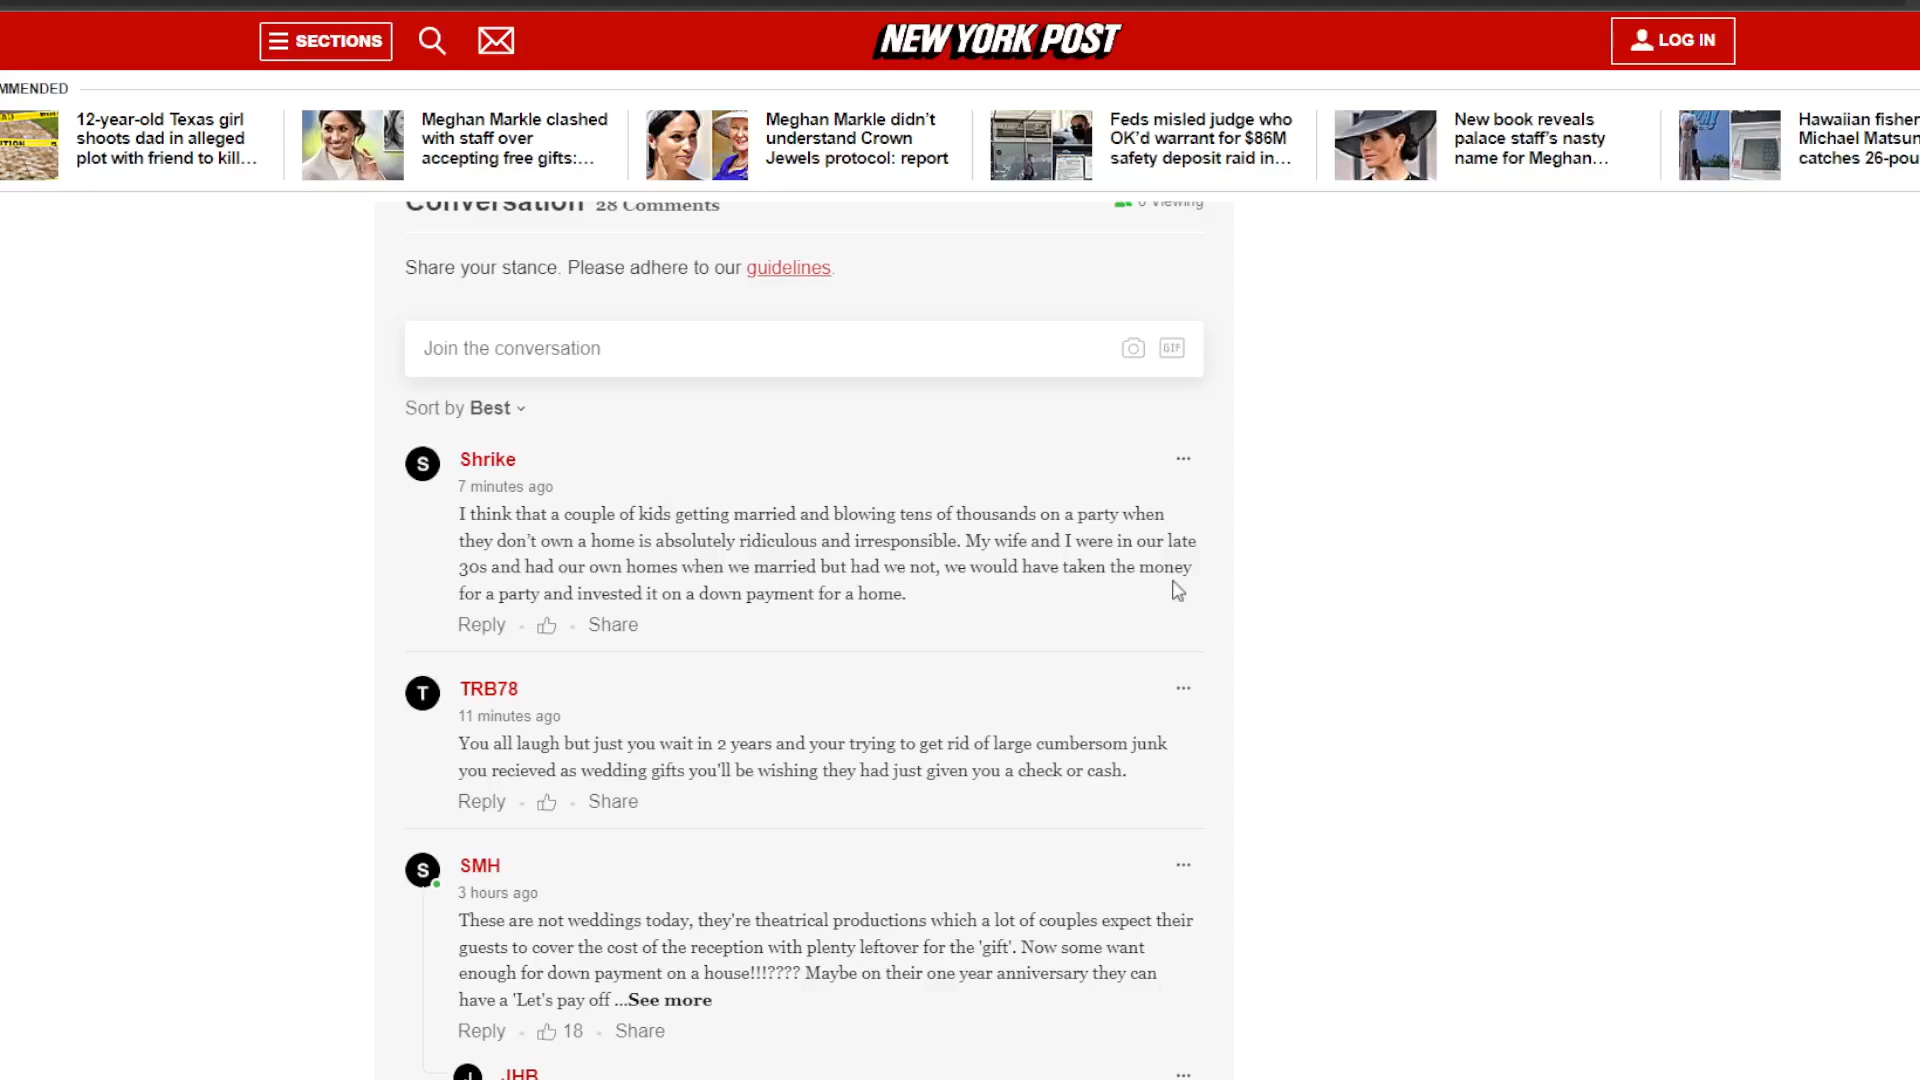 SECTIONS
NEW YORK POST
LOG IN
MMENDED
12-year-old Texas girl
shoots dad in alleged
plot with friend to kill...
Meghan Markle clashed
with staff over
accepting free gifts:...
Meghan Markle didn't
understand Crown
Jewels protocol: report
Feds misled judge who
OK'd warrant for $86M
safety deposit raid in...
New book reveals
palace staff's nasty
name for Meghan...
Hawaiian fisher
Michael Matsun
catches 26-pou
Conversation 28 Comments
6 Viewing
Share your stance. Please adhere to our guidelines.
Join the conversation
GIF
Sort by Best
S
Shrike
7 minutes ago
I think that a couple of kids getting married and blowing tens of thousands on a party when
they don't own a home is absolutely ridiculous and irresponsible. My wife and I were in our late
30s and had our own homes when we married but had we not, we would have taken the money
for a party and invested it on a down payment for a home.
Reply
Share
T
TRB78
11 minutes ago
You all laugh but just you wait in 2 years and your trying to get rid of large cumbersom junk
you recieved as wedding gifts you'll be wishing they had just given you a check or cash.
Reply
Share
S
SMH
3 hours ago
These are not weddings today, they're theatrical productions which a lot of couples expect their
guests to cover the cost of the reception with plenty leftover for the 'gift'. Now some want
enough for down payment on a house!!!???? Maybe on their one year anniversary they can
have a 'Let's pay off ...See more
Reply
18
Share
J
JHB